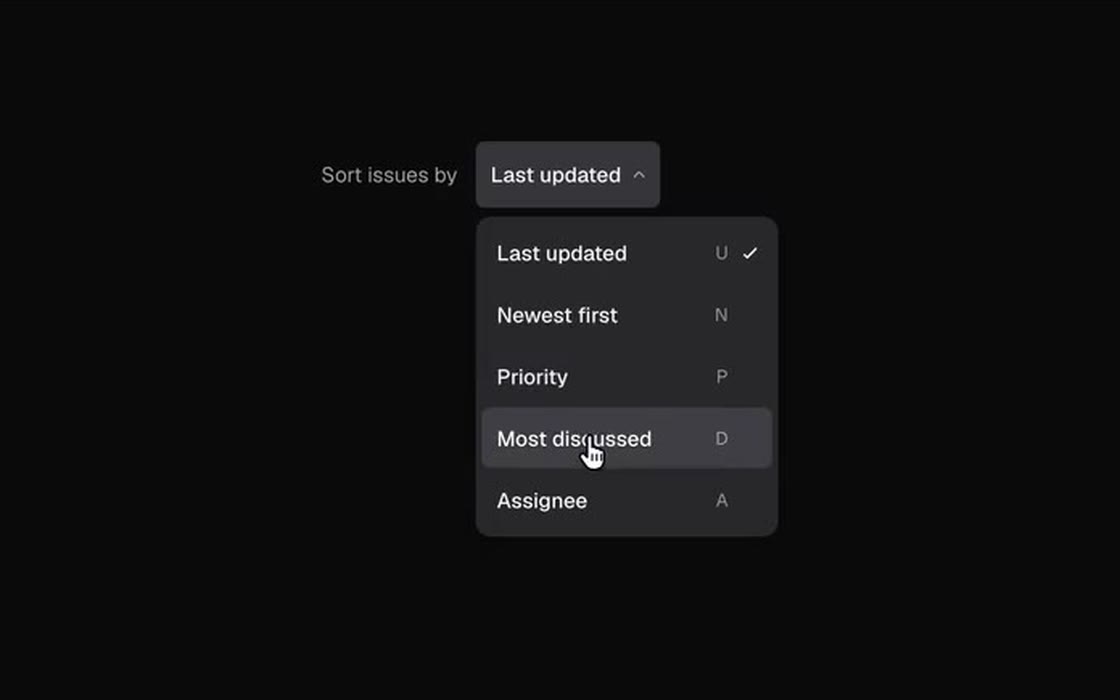 Sort issues by Last updated
Last updated U
Newest first N
Priority P
Most discussed D
Assignee A